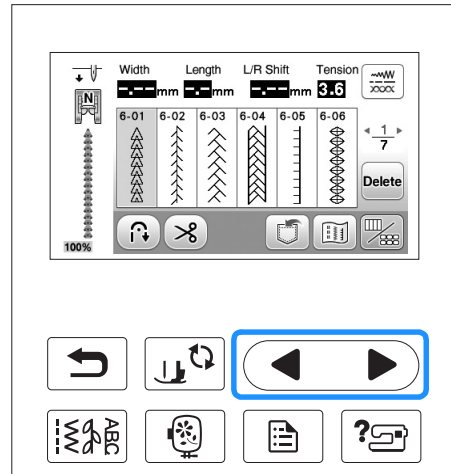 Width Length L/R Shift Tension
-.--mm -.-mm -.--mm 3.6
N
6-01 6-02 6-03 6-04 6-05 6-06
1
7
Delete
100%
ABC
?